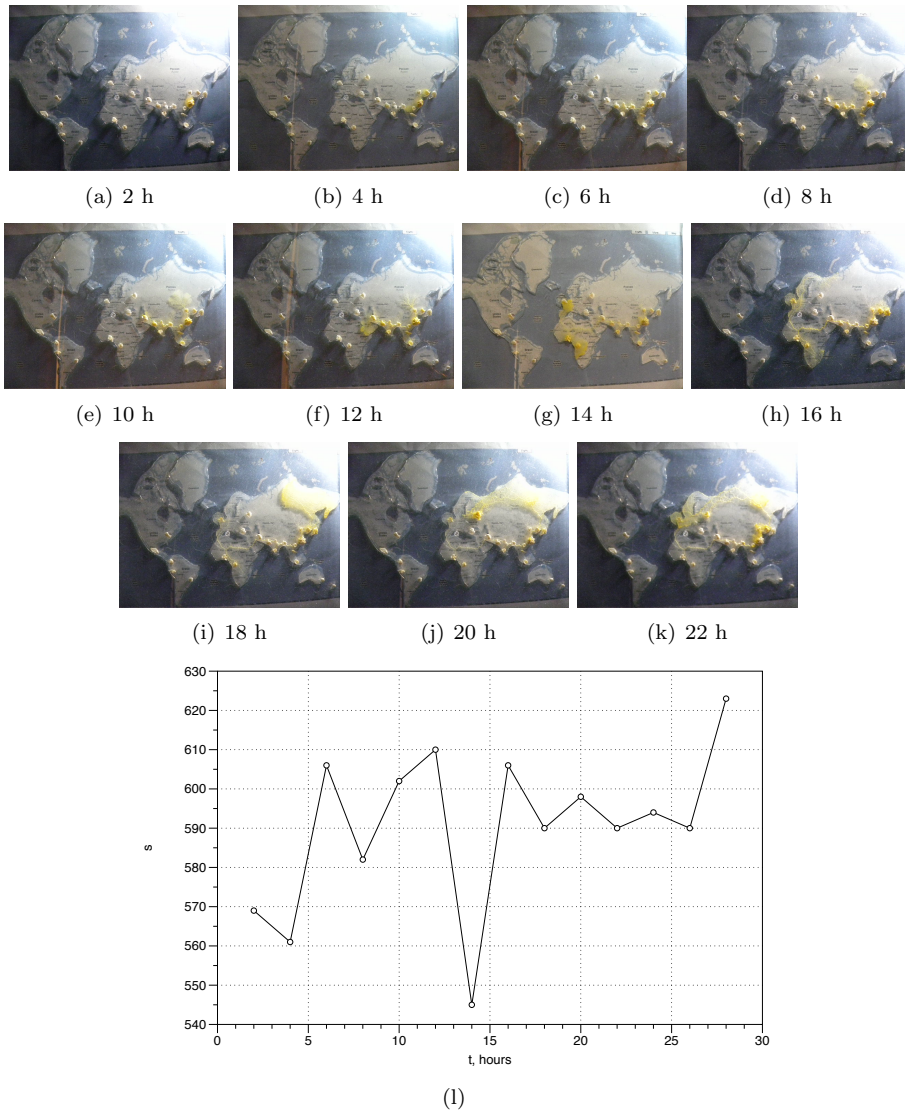 (a) 2 h (b) 4 h (c) 6 h (d) 8 h
(e) 10 h (f) 12 h (g) 14 h (h) 16 h
(i) 18 h (j) 20 h (k) 22 h
630
620
610
600
590
580
570
560
550
540
s
0 5 10 15 20 25 30
t, hours
(l)